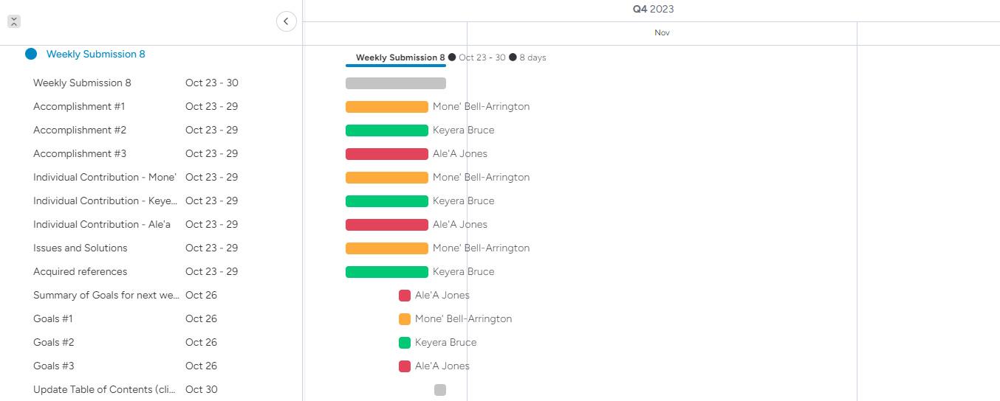 Q4 2023
Nov
Weekly Submission 8
Weekly Submission 8 ● Oct 23 - 30 ● 8 days
Weekly Submission 8 Oct 23 - 30
Accomplishment #1 Oct 23 - 29 Mone' Bell-Arrington
Accomplishment #2 Oct 23 - 29 Keyera Bruce
Accomplishment #3 Oct 23 - 29 Ale'A Jones
Individual Contribution - Mone' Oct 23 - 29 Mone' Bell-Arrington
Individual Contribution - Keye... Oct 23 - 29 Keyera Bruce
Individual Contribution - Ale'a Oct 23 - 29 Ale'A Jones
Issues and Solutions Oct 23 - 29 Mone' Bell-Arrington
Acquired references Oct 23 - 29 Keyera Bruce
Summary of Goals for next we... Oct 26 Ale'A Jones
Goals #1 Oct 26 Mone' Bell-Arrington
Goals #2 Oct 26 Keyera Bruce
Goals #3 Oct 26 Ale'A Jones
Update Table of Contents (cli... Oct 30